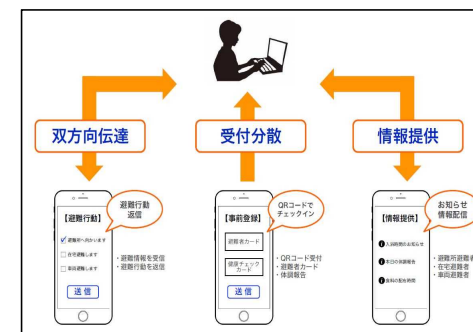 双方向伝達
受付分散
情報提供
【避難行動】
避難行動
返信
避難所へ向かいます
在宅避難します
車両避難します
送信
・避難情報を受信
・避難行動を返信
【事前登録】
QRコードで
チェックイン
避難者カード
健康チェック
カード
送信
・QRコード受付
・避難者カード
・体調報告
【情報提供】
お知らせ
情報配信
入浴時間のお知らせ
本日の体調報告
食料の配布時間
・避難所避難者
・在宅避難者
・車両避難者